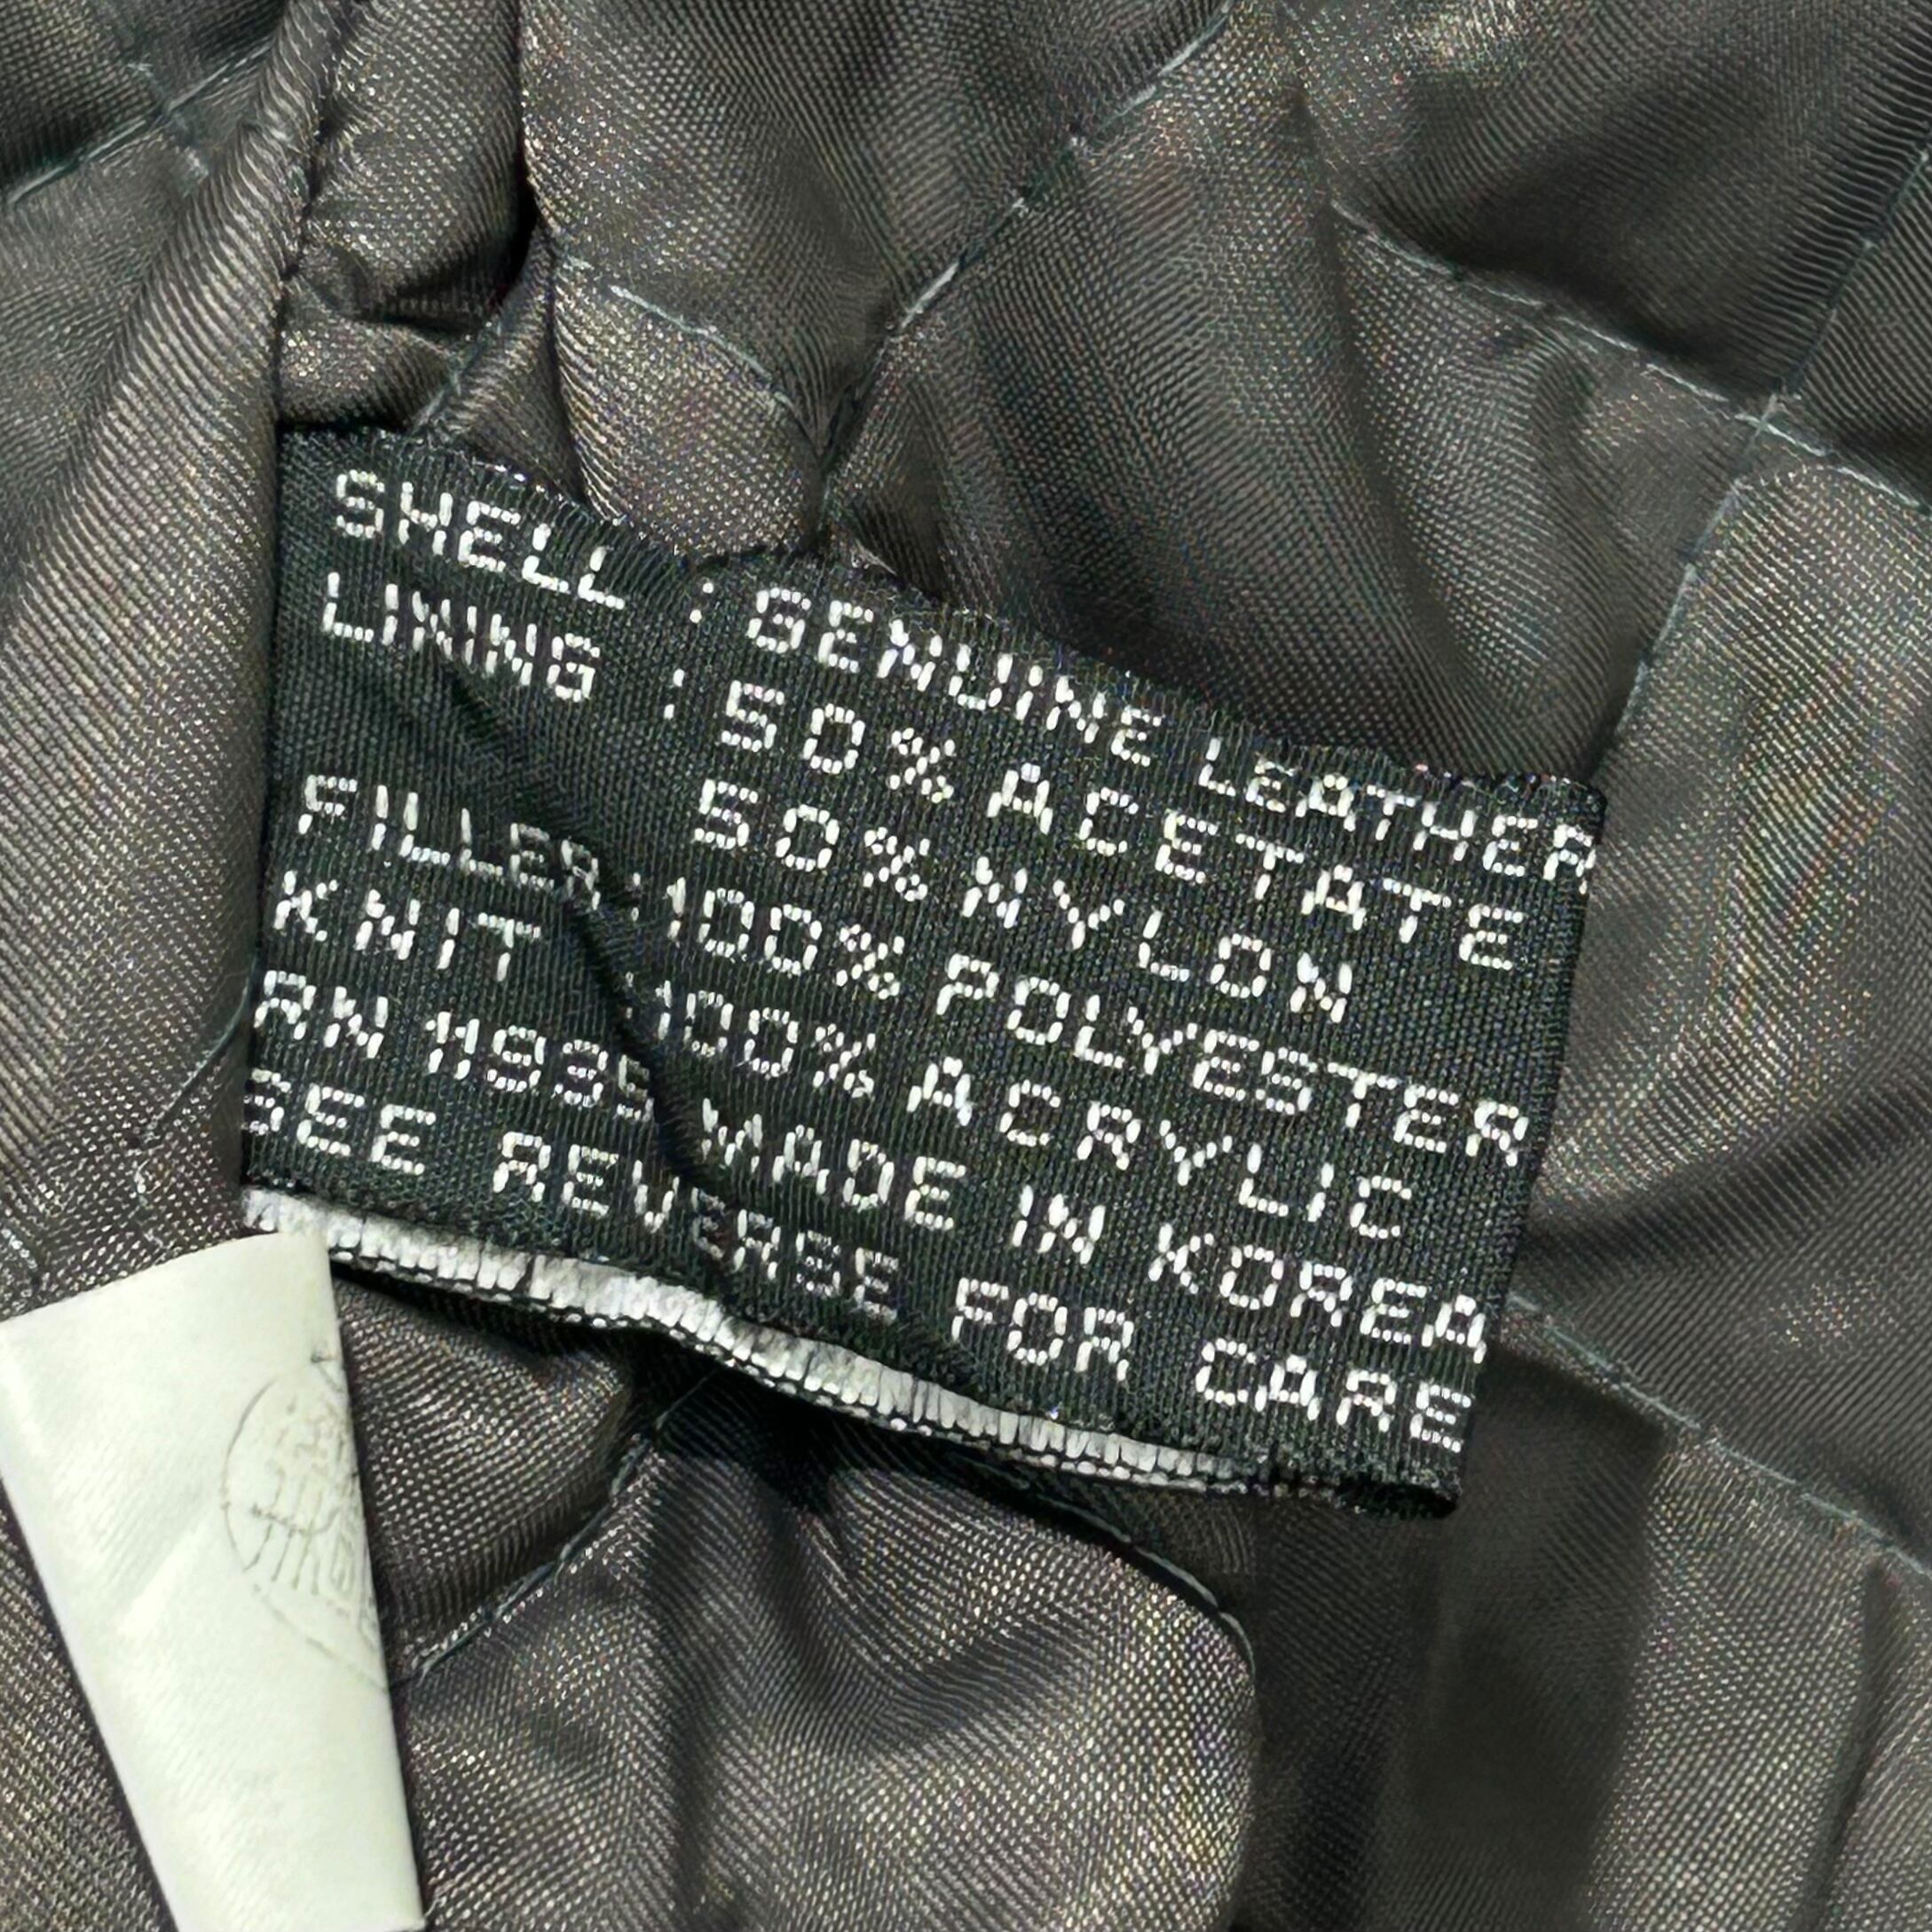 SHELL : GENUINE LEATHER
LINING : 50% ACETATE
50% NYLON
FILLER : 100% POLYESTER
KNIT : 100% ACRYLIC
RN 11935 MADE IN KOREA
SEE REVERSE FOR CARE